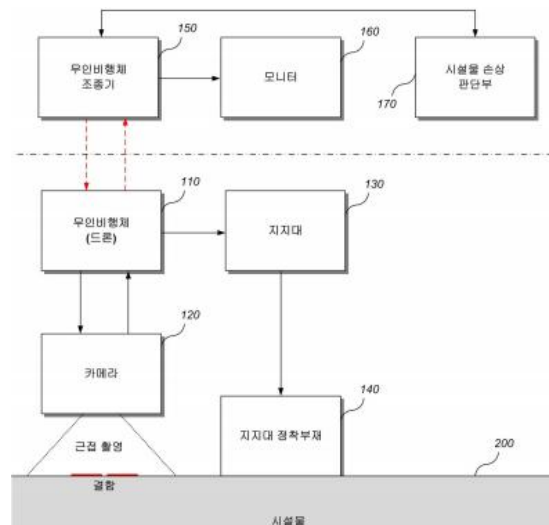 150
160
무인비행체
조종기
모니터
시설물 손상
판단부
170
110
130
무인비행체
(드론)
지지대
120
카메라
140
근접 촬영
지지대 정착부재
200
결함
시설물